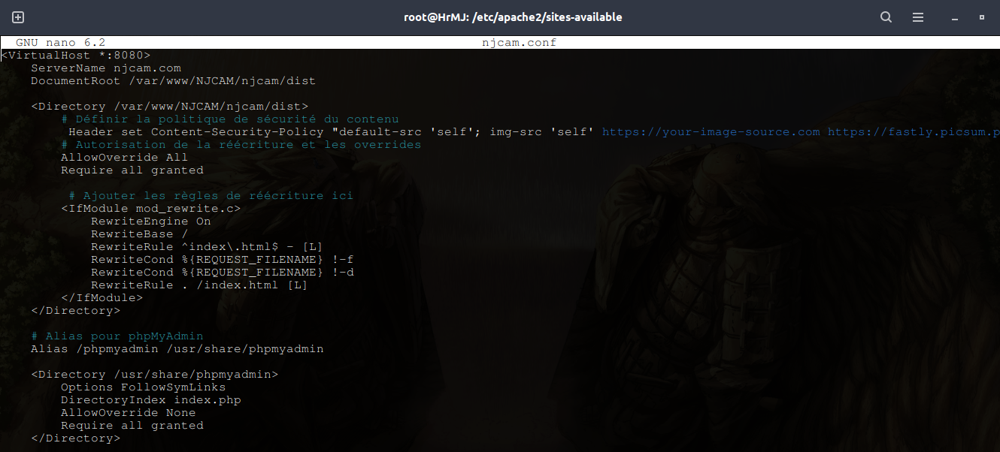 root@HrMJ: /etc/apache2/sites-available
GNU nano 6.2 njcam.conf
<VirtualHost *:8080>
    ServerName njcam.com
    DocumentRoot /var/www/NJCAM/njcam/dist

    <Directory /var/www/NJCAM/njcam/dist>
        # Définir la politique de sécurité du contenu
         Header set Content-Security-Policy "default-src 'self'; img-src 'self' https://your-image-source.com https://fastly.picsum.p
        # Autorisation de la réécriture et les overrides
        AllowOverride All
        Require all granted

         # Ajouter les règles de réécriture ici
        <IfModule mod_rewrite.c>
            RewriteEngine On
            RewriteBase /
            RewriteRule ^index\.html$ - [L]
            RewriteCond %{REQUEST_FILENAME} !-f
            RewriteCond %{REQUEST_FILENAME} !-d
            RewriteRule . /index.html [L]
        </IfModule>
    </Directory>

    # Alias pour phpMyAdmin
    Alias /phpmyadmin /usr/share/phpmyadmin

    <Directory /usr/share/phpmyadmin>
        Options FollowSymLinks
        DirectoryIndex index.php
        AllowOverride None
        Require all granted
    </Directory>